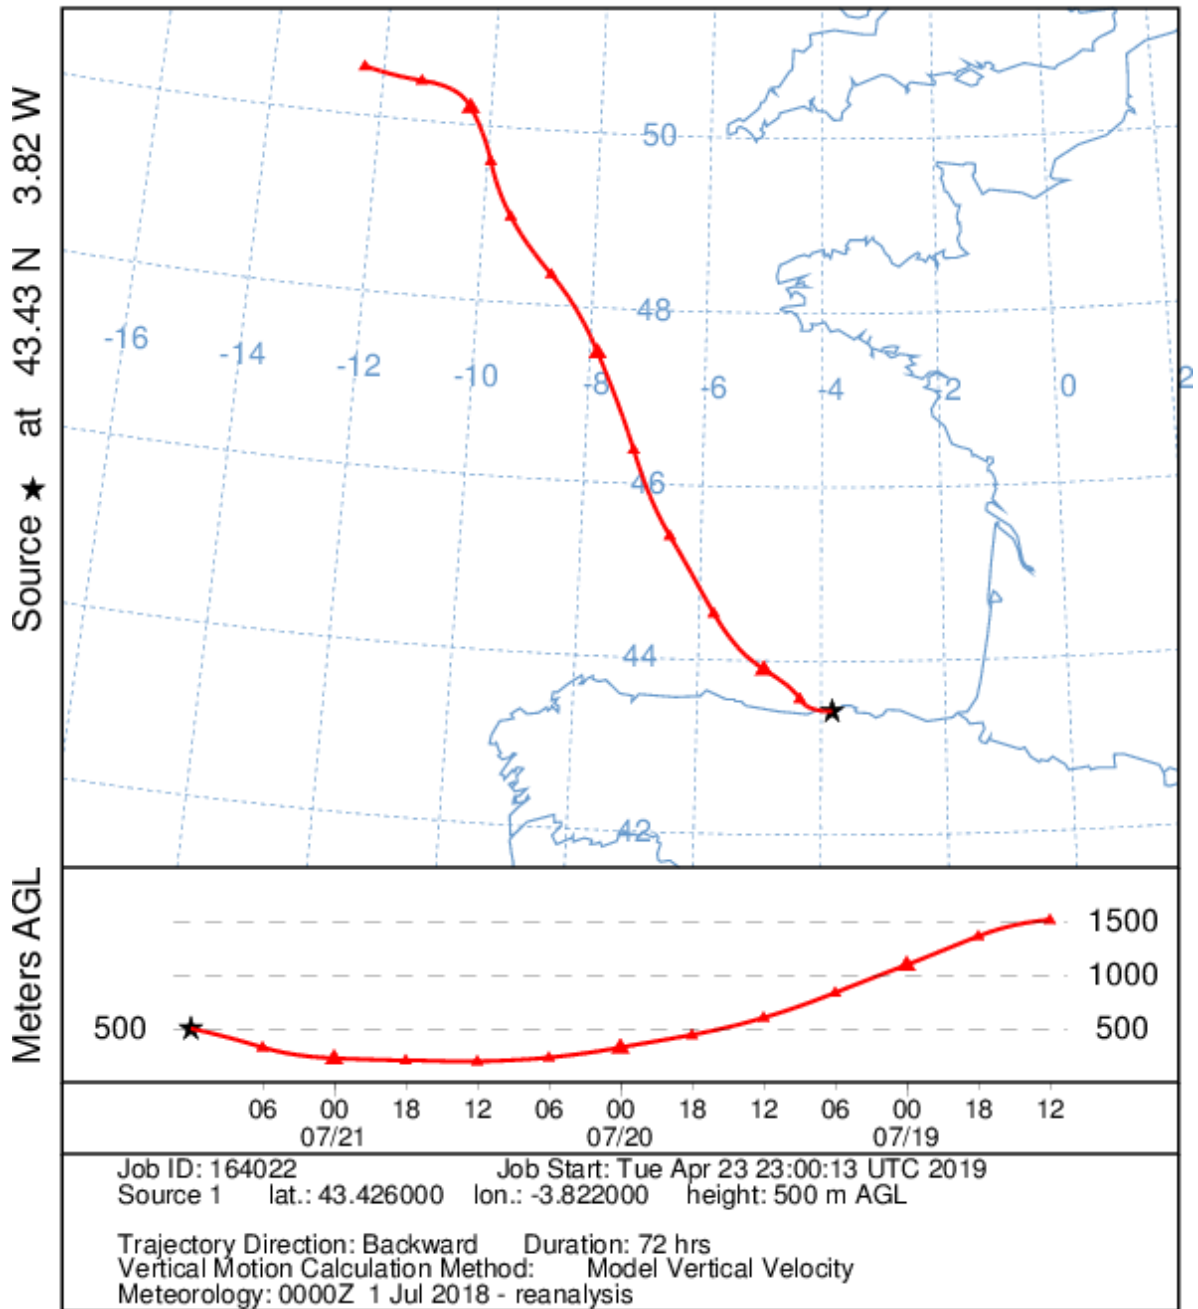 Source ★ at 43.43 N 3.82 W
50
48
-16
-14
-12
-10
-8
-6
-4
-2
0
2
46
44
42
Meters AGL
1500
1000
500
500
06 00 18 12 06 00 18 12 06 00 18 12
07/21 07/20 07/19
Job ID: 164022 Job Start: Tue Apr 23 23:00:13 UTC 2019
Source 1 lat.: 43.426000 lon.: -3.822000 height: 500 m AGL
Trajectory Direction: Backward Duration: 72 hrs
Vertical Motion Calculation Method: Model Vertical Velocity
Meteorology: 0000Z 1 Jul 2018 - reanalysis